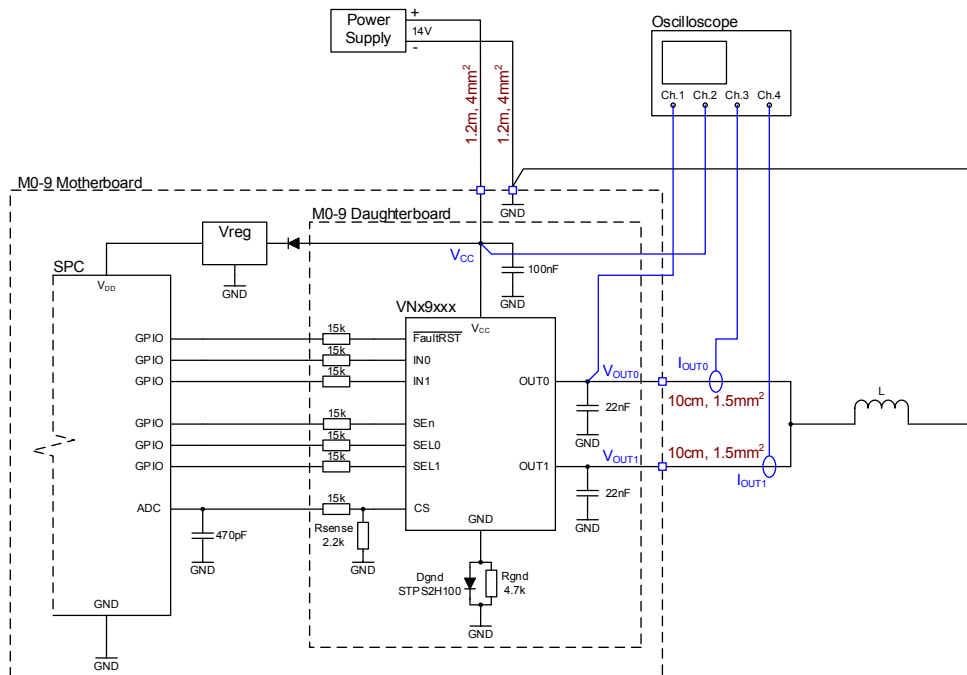 Power
Supply
+
14V
-
Oscilloscope
Ch.1
Ch.2
Ch.3
Ch.4
1.2m, 4mm²
1.2m, 4mm²
M0-9 Motherboard
GND
M0-9 Daughterboard
Vreg
GND
VCC
100nF
GND
SPC
VDD
VNx9xxx
VCC
GPIO
15k
FaultRST
GPIO
15k
IN0
GPIO
15k
IN1
GPIO
15k
SEn
GPIO
15k
SEL0
GPIO
15k
SEL1
ADC
15k
CS
OUT0
VOUT0
IOUT0
10cm, 1.5mm²
22nF
GND
L
OUT1
VOUT1
10cm, 1.5mm²
IOUT1
22nF
GND
470pF
GND
Rsense
2.2k
GND
GND
Dgnd
STPS2H100
Rgnd
4.7k
GND
GND
GND